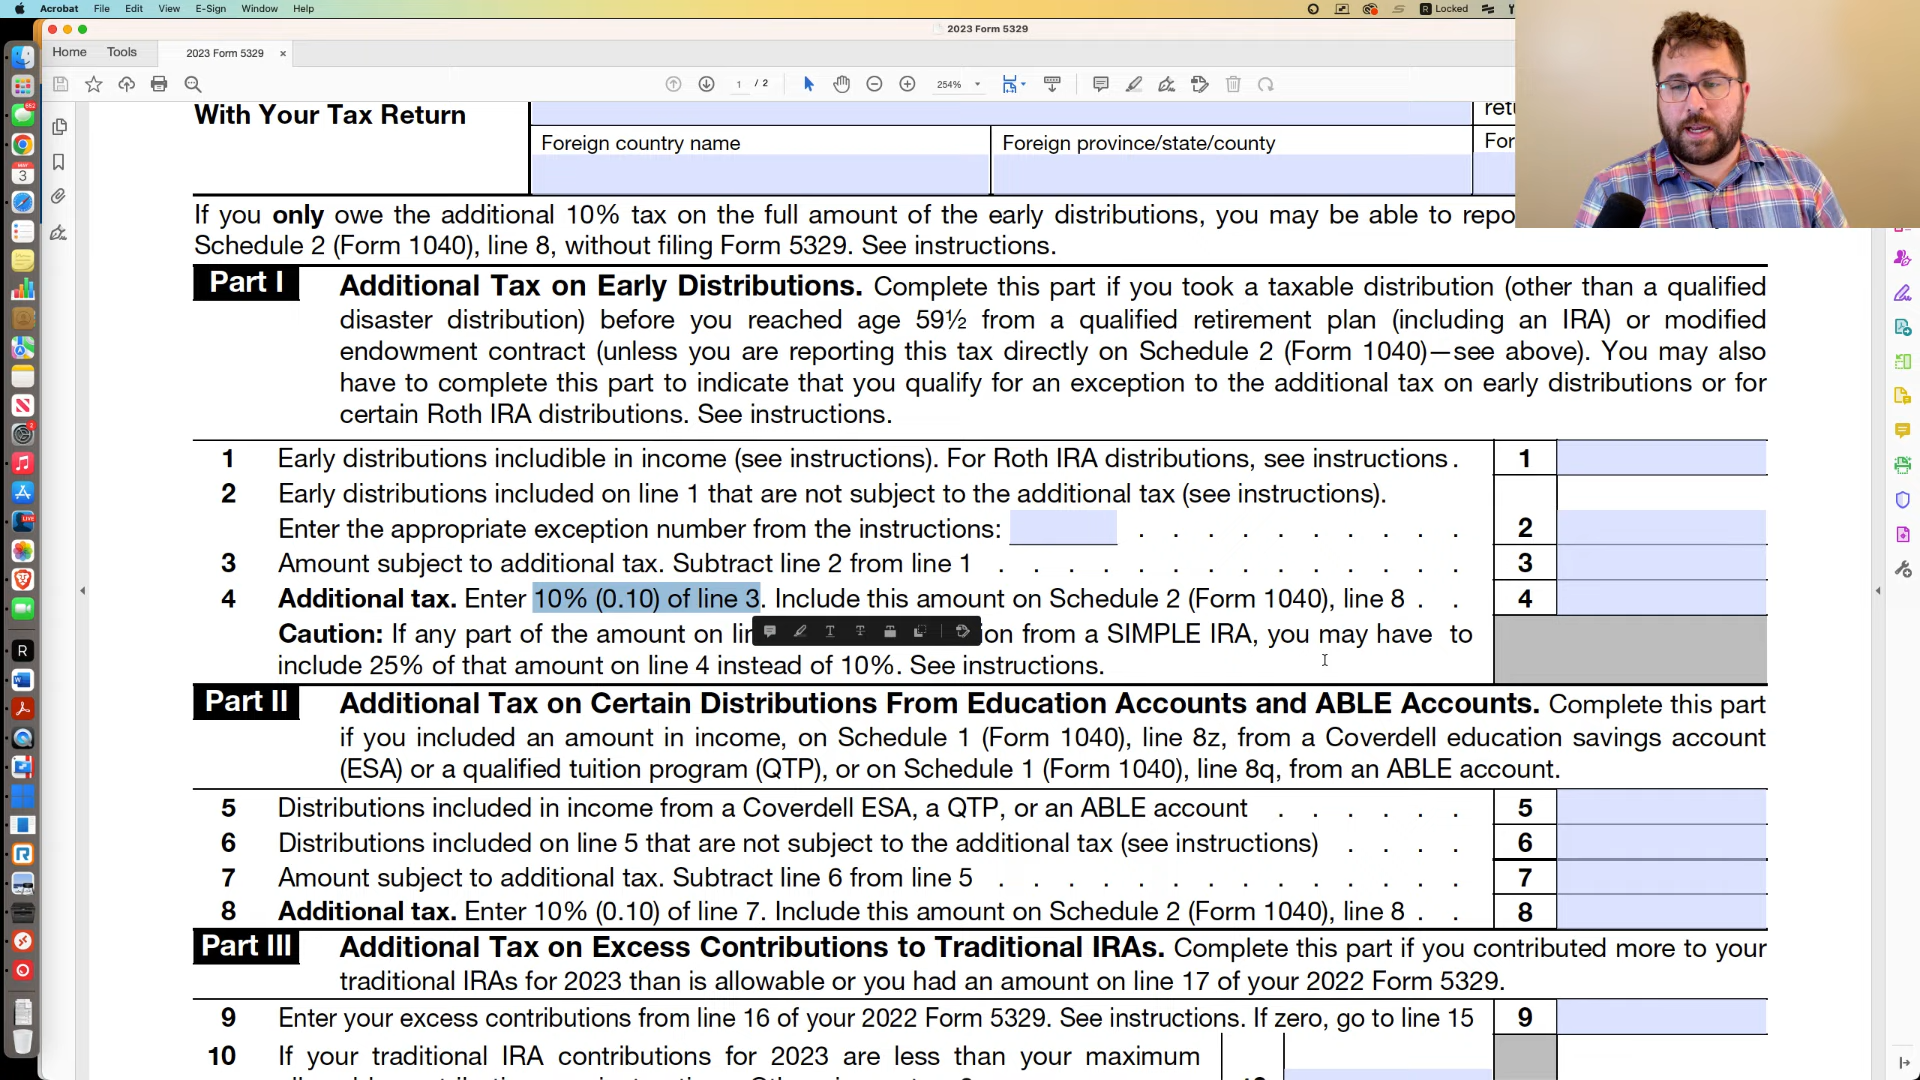 Acrobat File Edit View E-Sign Window Help
Locked
2023 Form 5329
Home Tools 2023 Form 5329 ×
1 / 2 254%
With Your Tax Return
Foreign country name Foreign province/state/county For
If you only owe the additional 10% tax on the full amount of the early distributions, you may be able to repo
Schedule 2 (Form 1040), line 8, without filing Form 5329. See instructions.
Part I Additional Tax on Early Distributions. Complete this part if you took a taxable distribution (other than a qualified
disaster distribution) before you reached age 59½ from a qualified retirement plan (including an IRA) or modified
endowment contract (unless you are reporting this tax directly on Schedule 2 (Form 1040)—see above). You may also
have to complete this part to indicate that you qualify for an exception to the additional tax on early distributions or for
certain Roth IRA distributions. See instructions.
1 Early distributions includible in income (see instructions). For Roth IRA distributions, see instructions . 1
2 Early distributions included on line 1 that are not subject to the additional tax (see instructions).
Enter the appropriate exception number from the instructions: . . . . . . . . . . 2
3 Amount subject to additional tax. Subtract line 2 from line 1 . . . . . . . . . . . . . . 3
4 Additional tax. Enter 10% (0.10) of line 3. Include this amount on Schedule 2 (Form 1040), line 8 . . 4
Caution: If any part of the amount on lin on from a SIMPLE IRA, you may have to
include 25% of that amount on line 4 instead of 10%. See instructions.
Part II Additional Tax on Certain Distributions From Education Accounts and ABLE Accounts. Complete this part
if you included an amount in income, on Schedule 1 (Form 1040), line 8z, from a Coverdell education savings account
(ESA) or a qualified tuition program (QTP), or on Schedule 1 (Form 1040), line 8q, from an ABLE account.
5 Distributions included in income from a Coverdell ESA, a QTP, or an ABLE account . . . . . . 5
6 Distributions included on line 5 that are not subject to the additional tax (see instructions) . . . . 6
7 Amount subject to additional tax. Subtract line 6 from line 5 . . . . . . . . . . . . . . 7
8 Additional tax. Enter 10% (0.10) of line 7. Include this amount on Schedule 2 (Form 1040), line 8 . . 8
Part III Additional Tax on Excess Contributions to Traditional IRAs. Complete this part if you contributed more to your
traditional IRAs for 2023 than is allowable or you had an amount on line 17 of your 2022 Form 5329.
9 Enter your excess contributions from line 16 of your 2022 Form 5329. See instructions. If zero, go to line 15 9
10 If your traditional IRA contributions for 2023 are less than your maximum